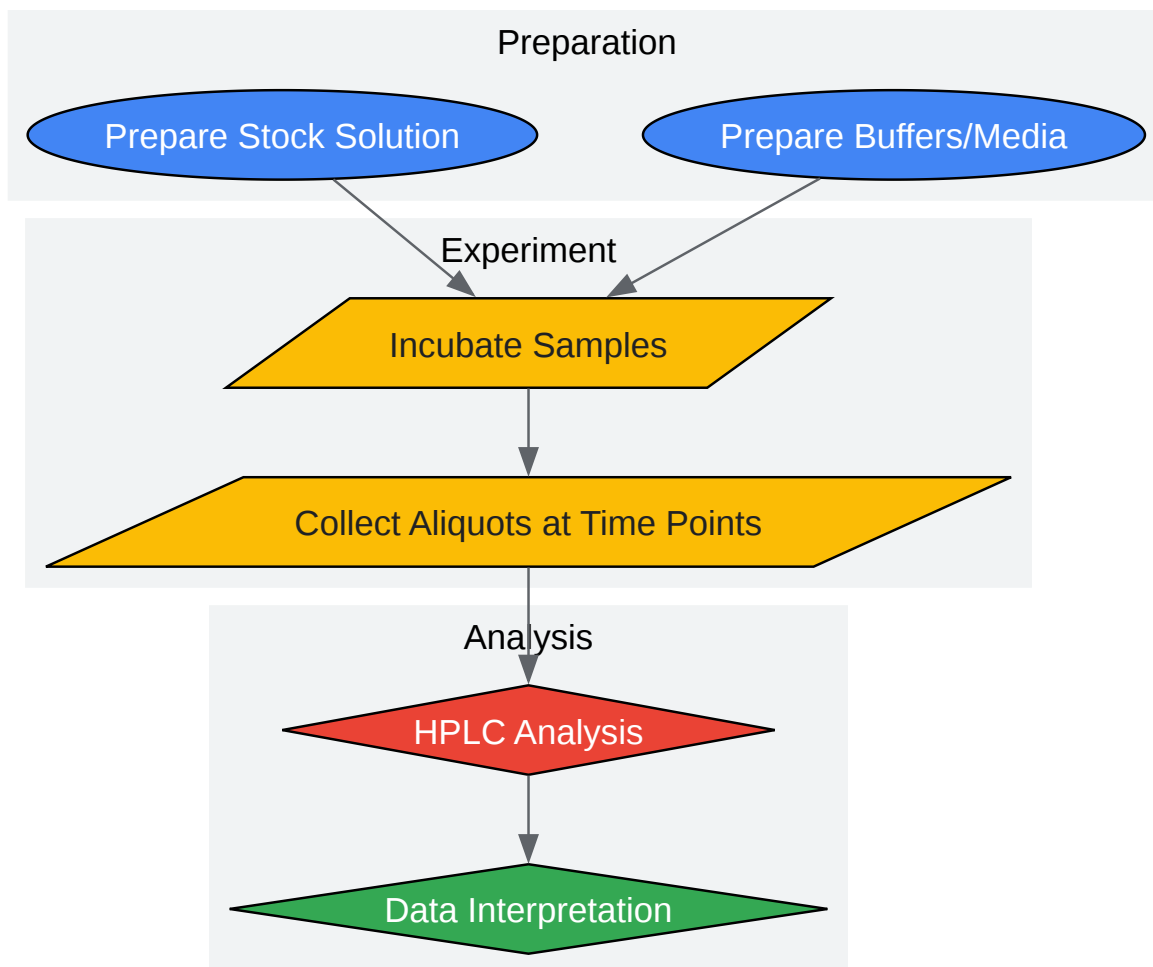 Preparation
Prepare Stock Solution
Prepare Buffers/Media
Experiment
Incubate Samples
Collect Aliquots at Time Points
Analysis
HPLC Analysis
Data Interpretation